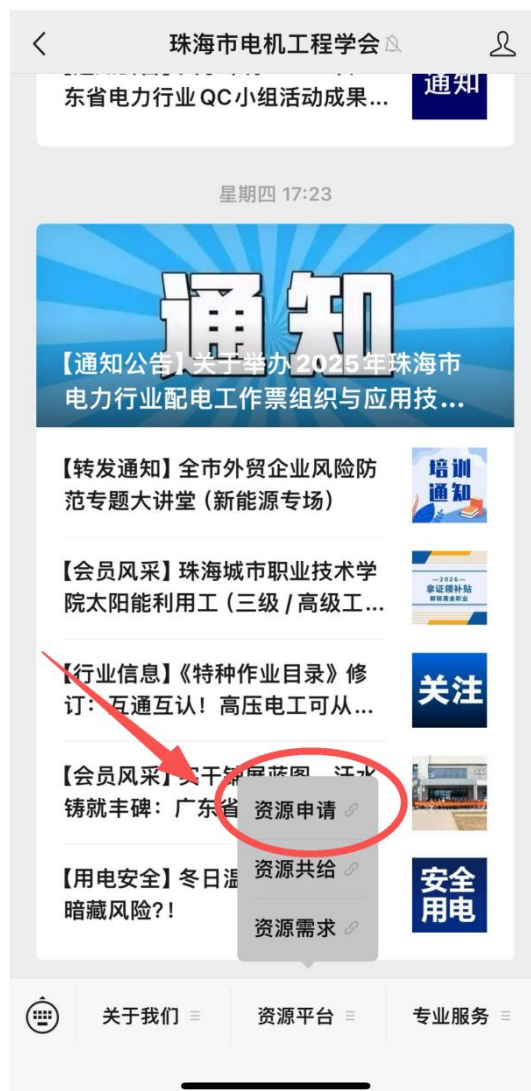 珠海市电机工程学会
东省电力行业QC小组活动成果...
通知
星期四 17:23
通知
【通知公告】关于举办2025年珠海市
电力行业配电工作票组织与应用技...
【转发通知】全市外贸企业风险防
范专题大讲堂（新能源专场）
培训
通知
【会员风采】珠海城市职业技术学
院太阳能利用工（三级 / 高级工...
—2026—
拿证领补贴
【行业信息】《特种作业目录》修
订：互通互认！高压电工可从...
关注
【会员风采】实干铺展蓝图，汗水
铸就丰碑：广东省
资源申请
【用电安全】冬日温
暗藏风险?！
资源共给
资源需求
安全
用电
关于我们
资源平台
专业服务